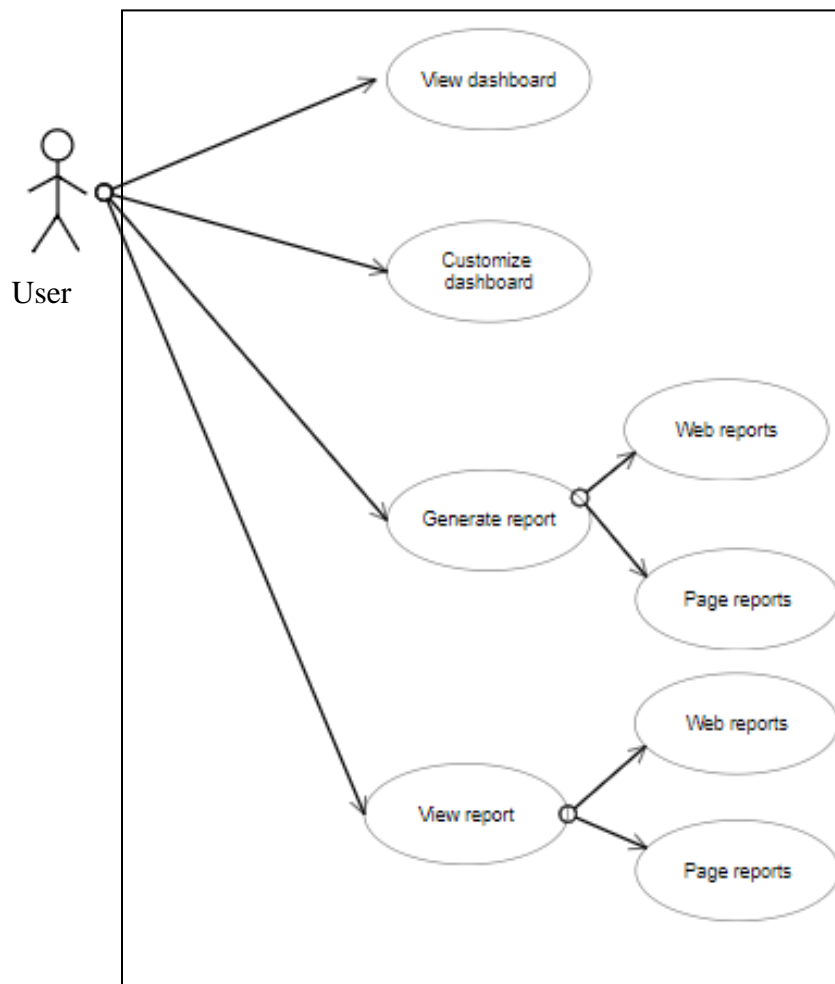 View dashboard
Customize
dashboard
User
Web reports
Generate report
Page reports
Web reports
View report
Page reports